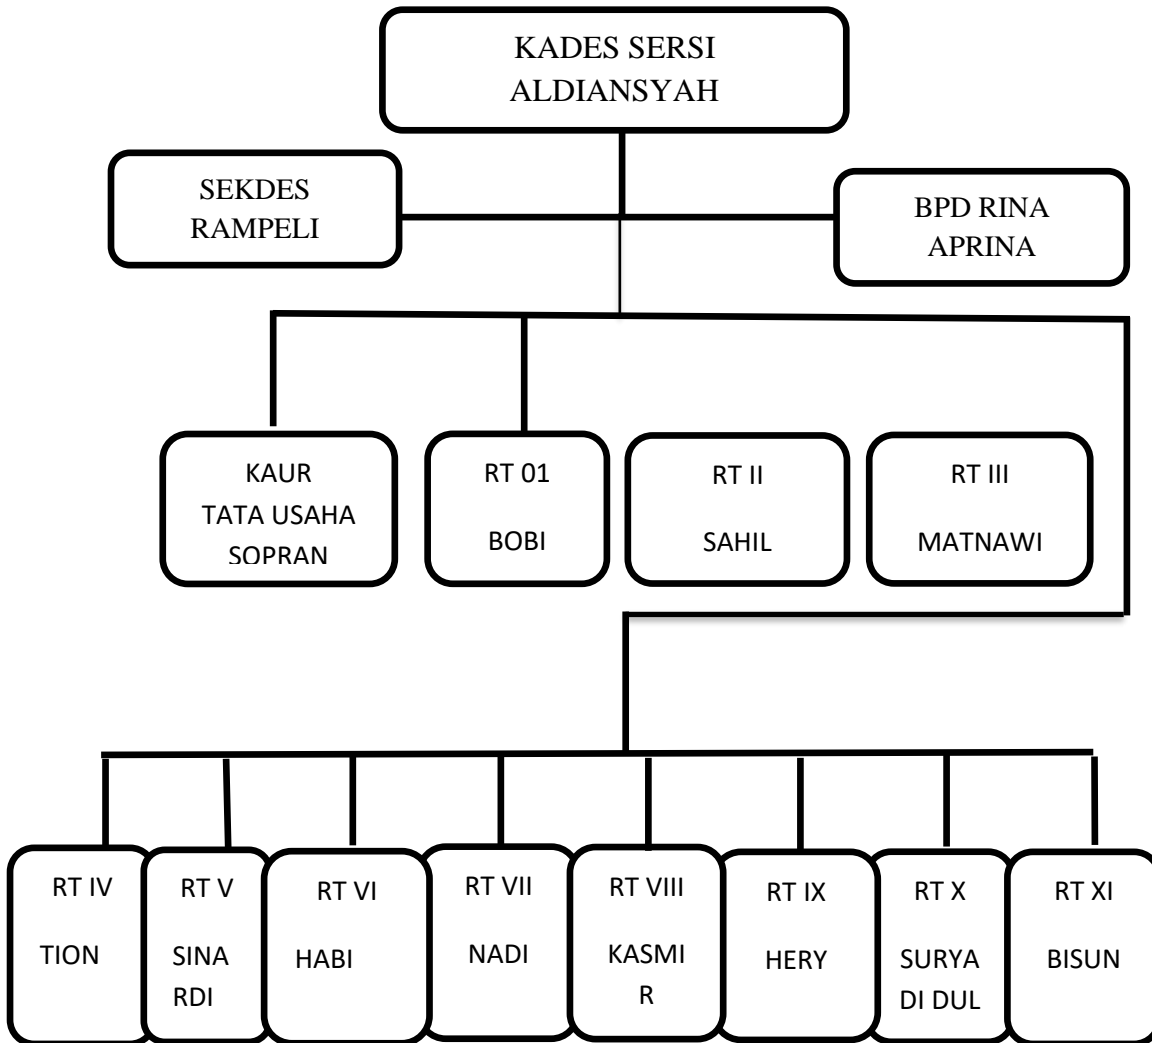 KADES SERSI
ALDIANSYAH
SEKDES
RAMPELI
BPD RINA
APRINA
KAUR
TATA USAHA
SOPRAN
RT 01
BOBI
RT II
SAHIL
RT III
MATNAWI
RT IV
TION
RT V
SINA
RDI
RT VI
HABI
RT VII
NADI
RT VIII
KASMI
R
RT IX
HERY
RT X
SURYA
DI DUL
RT XI
BISUN